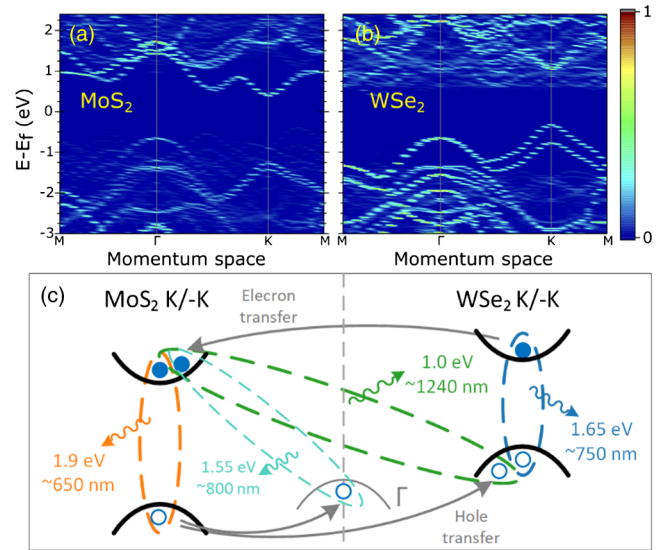 (a)
(b)
MoS₂
WSe₂
E-Ef (eV)
2
1
0
-1
-2
-3
M
Γ
K
M
M
Γ
K
M
1
0
Momentum space
Momentum space
(c)
MoS₂ K/-K
WSe₂ K/-K
Elecron
transfer
1.0 eV
~1240 nm
1.65 eV
~750 nm
1.9 eV
~650 nm
1.55 eV
~800 nm
Γ
Hole
transfer